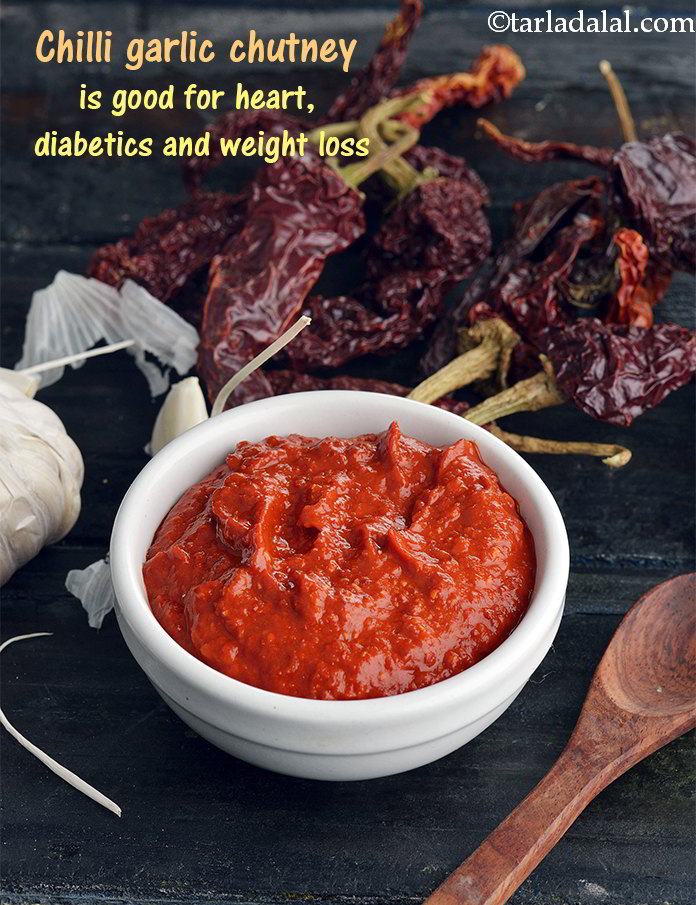 ©tarladalal.com
Chilli garlic chutney
is good for heart,
diabetics and weight loss